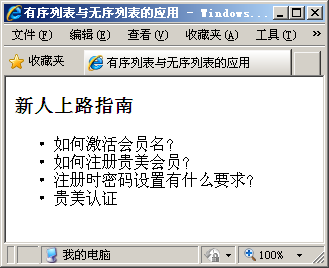 有序列表与无序列表的应用 - Windows...
文件(F) 编辑(E) 查看(V) 收藏夹(A) 工具(T) »
收藏夹 有序列表与无序列表的应用
新人上路指南
• 如何激活会员名?
• 如何注册贵美会员?
• 注册时密码设置有什么要求?
• 贵美认证
我的电脑 100%